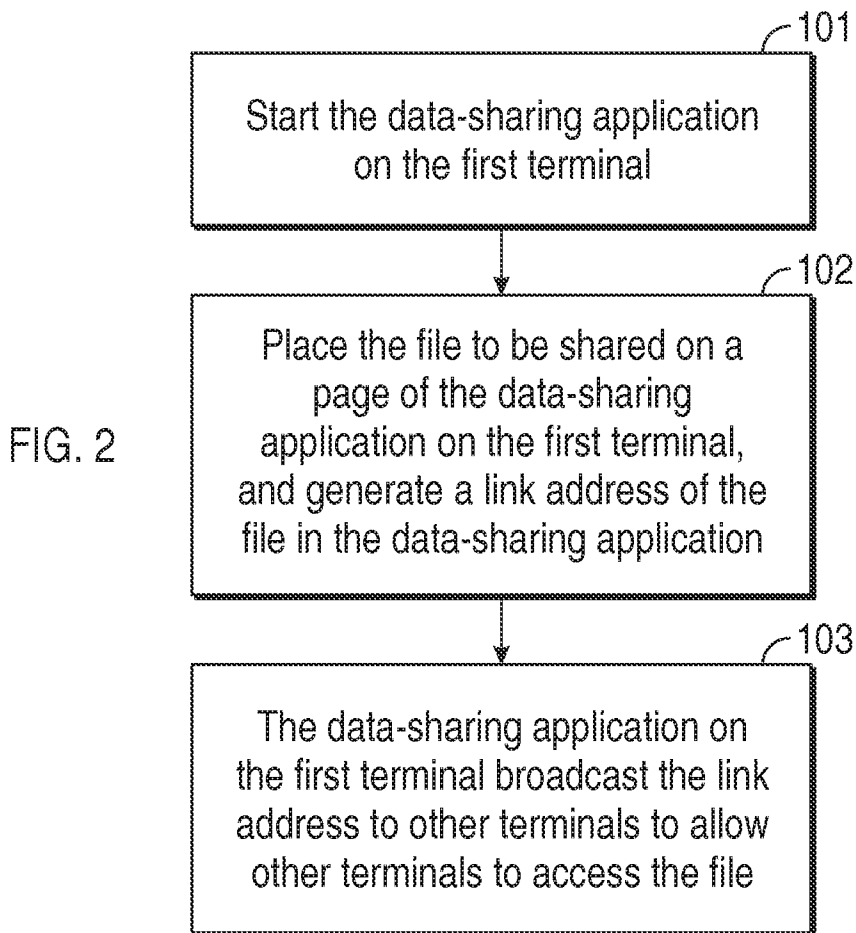 101
Start the data-sharing application
on the first terminal
102
Place the file to be shared on a
page of the data-sharing
application on the first terminal,
and generate a link address of the
file in the data-sharing application
FIG. 2
103
The data-sharing application on
the first terminal broadcast the link
address to other terminals to allow
other terminals to access the file